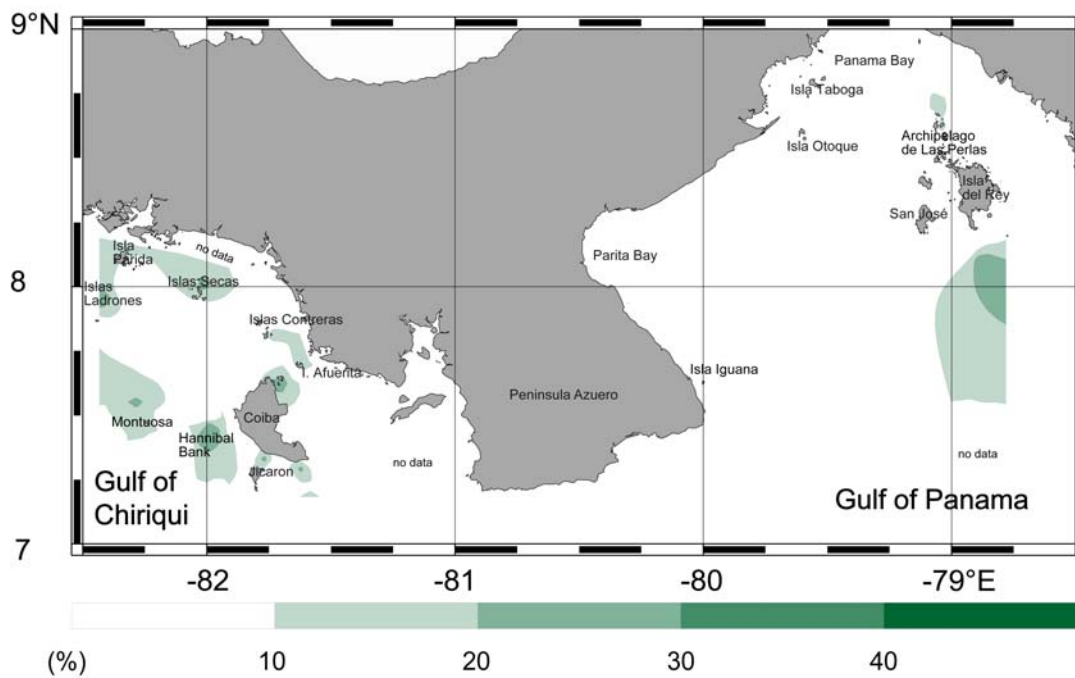 9°N
Panama Bay
Isla Taboga
Archipelago
de Las Perlas
Isla Otoque
Isla
del Rey
San José
no data
Isla
Parida
Parita Bay
8
Islas Secas
Islas
Ladrones
Islas Contreras
I. Afuerita
Isla Iguana
Peninsula Azuero
Coiba
Montuosa
Hannibal
Bank
no data
no data
Jicaron
Gulf of
Chiriqui
Gulf of Panama
7
-82
-81
-80
-79°E
(%)
10
20
30
40